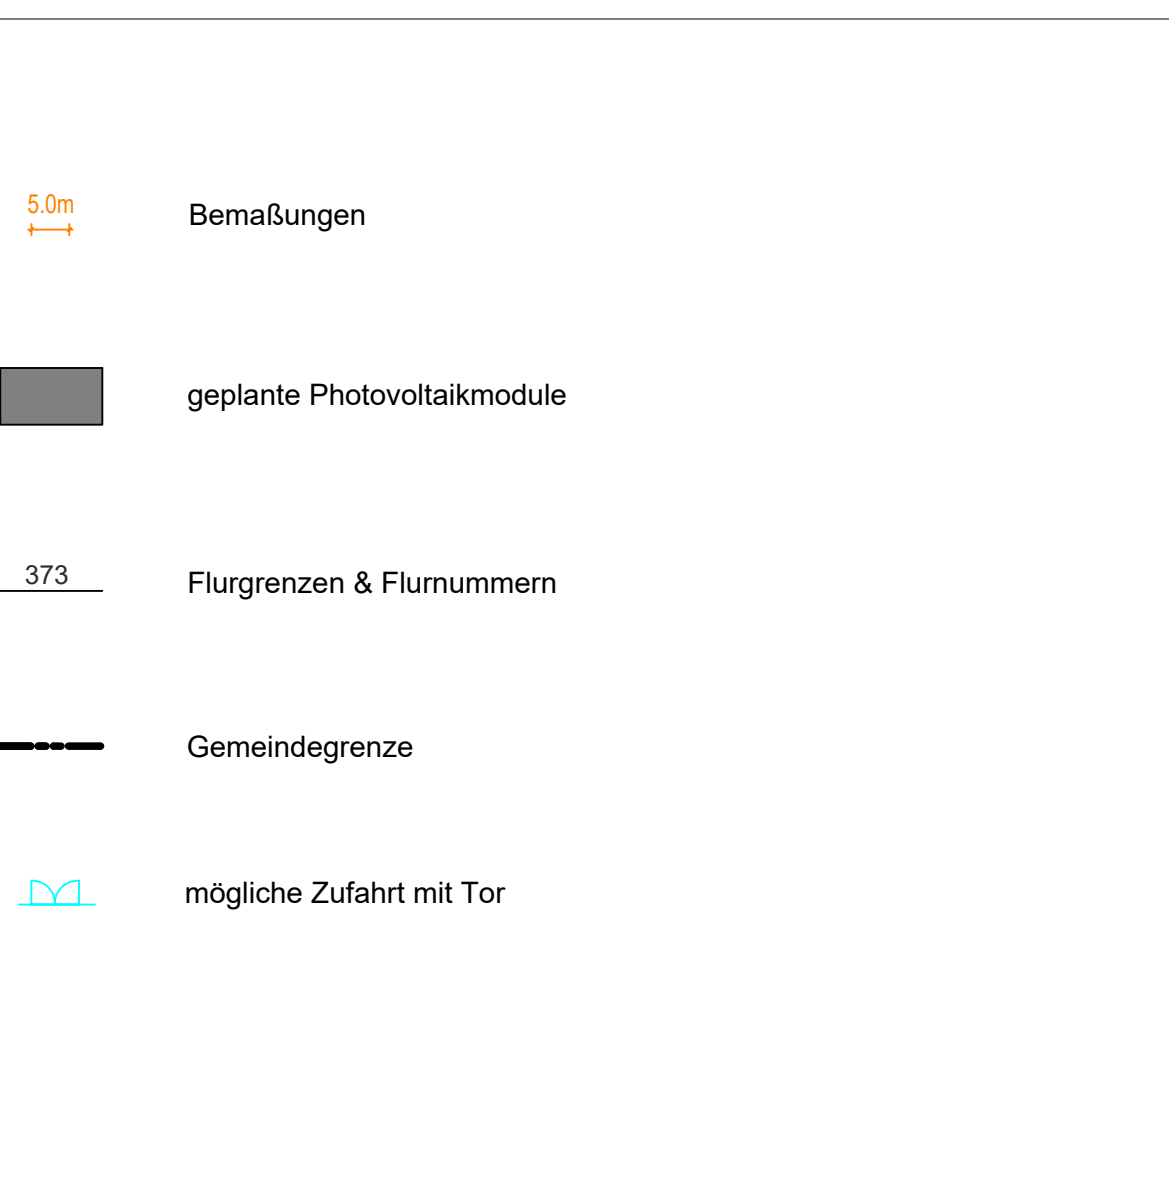 5.0m
Bemaßungen
geplante Photovoltaikmodule
373
Flurgrenzen & Flurnummern
Gemeindegrenze
mögliche Zufahrt mit Tor